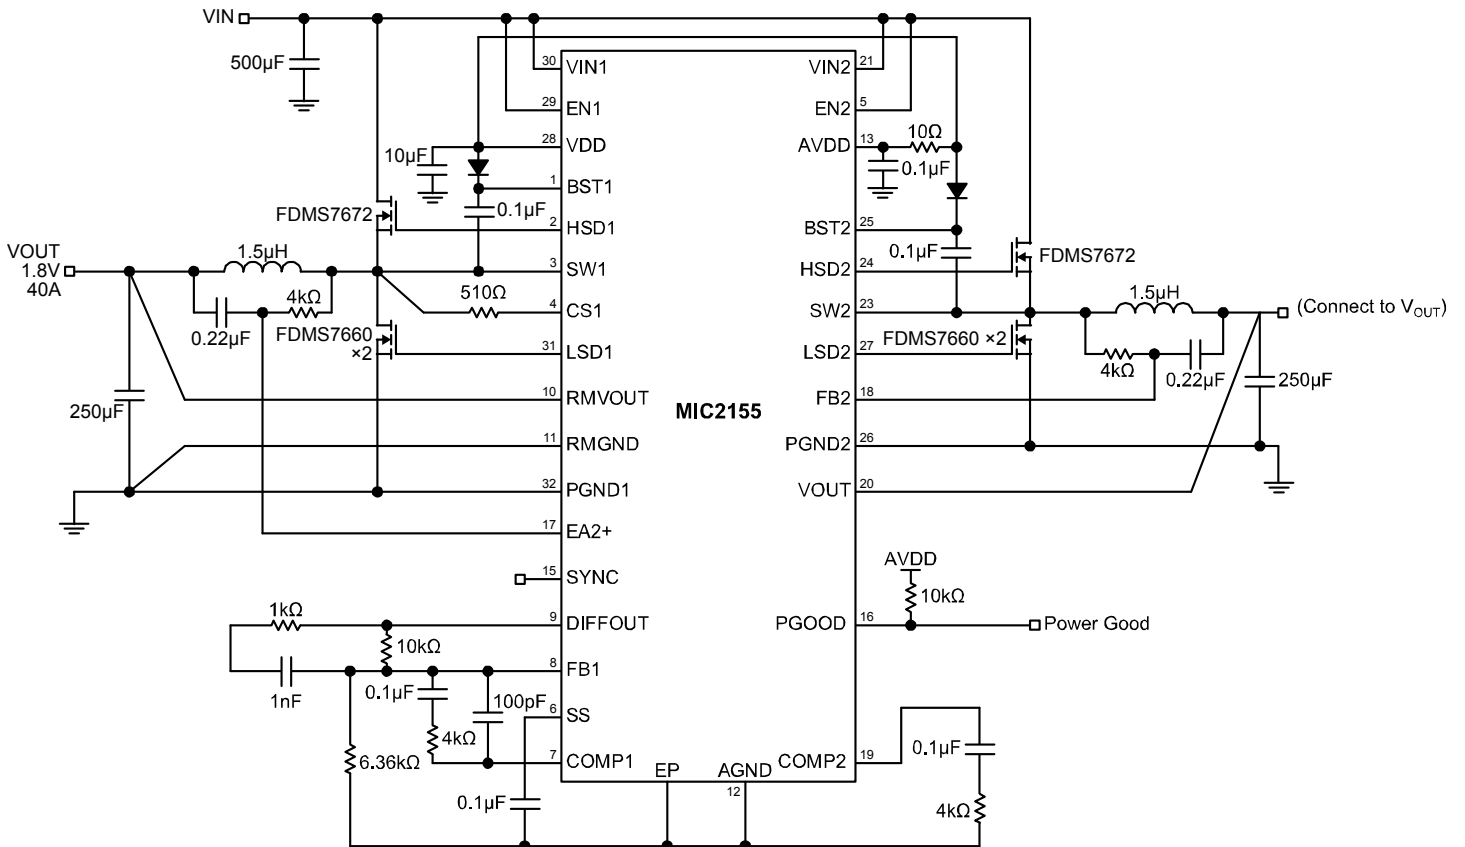 VIN
500µF
30 VIN1
VIN2 21
29 EN1
EN2 5
28 VDD
AVDD 13
10Ω
10µF
0.1µF
1 BST1
0.1µF
FDMS7672
2 HSD1
BST2 25
0.1µF
FDMS7672
VOUT
1.8V
40A
1.5µH
3 SW1
HSD2 24
510Ω
4kΩ
0.22µF
4 CS1
SW2 23
1.5µH
(Connect to VOUT)
FDMS7660
×2
31 LSD1
LSD2 27
FDMS7660 ×2
4kΩ
0.22µF
250µF
250µF
10 RMVOUT
MIC2155
FB2 18
11 RMGND
PGND2 26
32 PGND1
VOUT 20
17 EA2+
15 SYNC
AVDD
10kΩ
1kΩ
9 DIFFOUT
PGOOD 16
Power Good
10kΩ
8 FB1
1nF
0.1µF
100pF
6 SS
4kΩ
6.36kΩ
7 COMP1
EP
AGND
12
COMP2 19
0.1µF
0.1µF
4kΩ